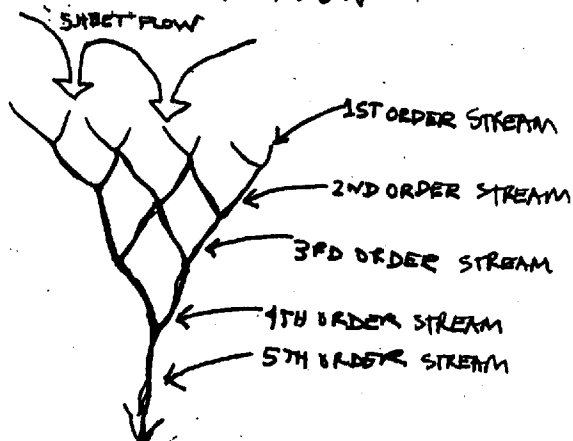 SHEET FLOW
1ST ORDER STREAM
2ND ORDER STREAM
3RD ORDER STREAM
4TH ORDER STREAM
5TH ORDER STREAM